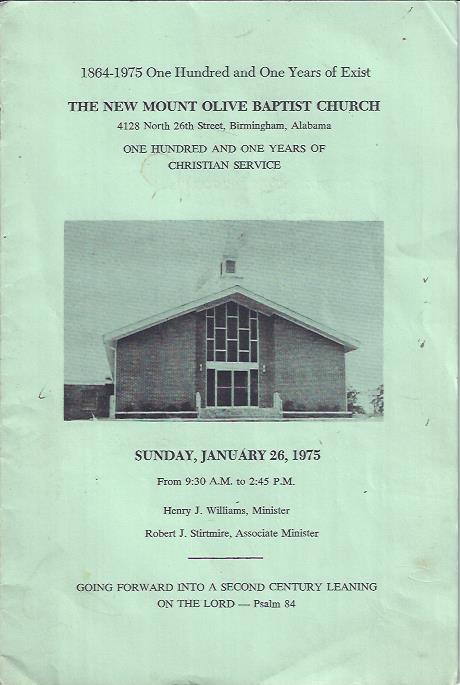 1864-1975 One Hundred and One Years of Exist
THE NEW MOUNT OLIVE BAPTIST CHURCH
4128 North 26th Street, Birmingham, Alabama
ONE HUNDRED AND ONE YEARS OF
CHRISTIAN SERVICE
SUNDAY, JANUARY 26, 1975
From 9:30 A.M. to 2:45 P.M.
Henry J. Williams, Minister
Robert J. Stirtmire, Associate Minister
GOING FORWARD INTO A SECOND CENTURY LEANING
ON THE LORD — Psalm 84